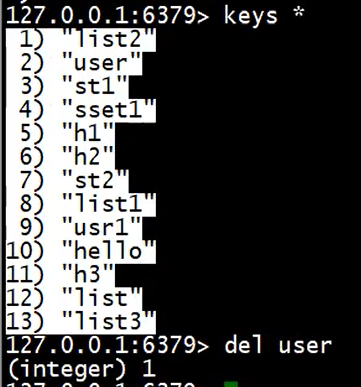 127.0.0.1:6379> keys *
1) "list2"
2) "user"
3) "st1"
4) "sset1"
5) "h1"
6) "h2"
7) "st2"
8) "list1"
9) "usr1"
10) "hello"
11) "h3"
12) "list"
13) "list3"
127.0.0.1:6379> del user
(integer) 1